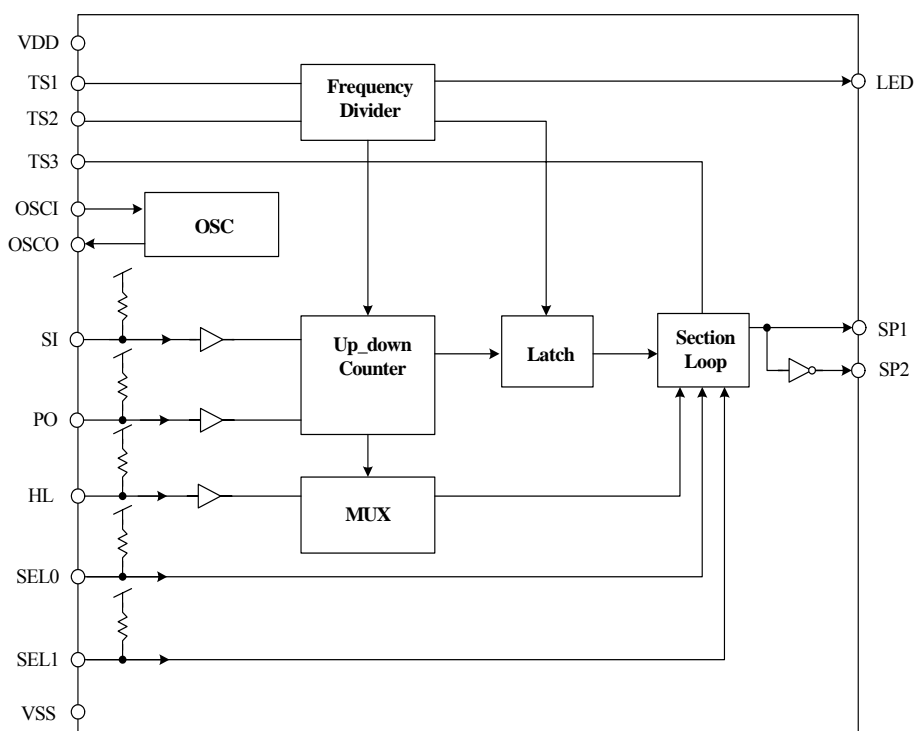 VDD
TS1
Frequency
Divider
LED
TS2
TS3
OSCI
OSC
OSCO
SI
Up_down
Counter
Latch
Section
Loop
SP1
SP2
PO
HL
MUX
SEL0
SEL1
VSS